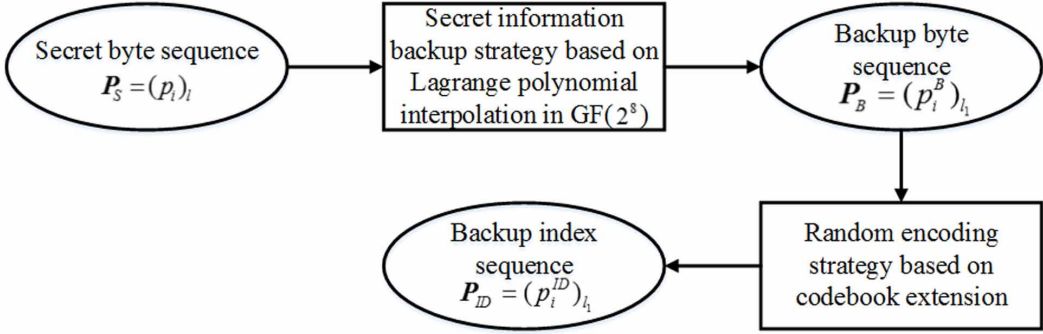 Secret byte sequence
P_S = (p_i)_l
Secret information
backup strategy based on
Lagrange polynomial
interpolation in GF(2^8)
Backup byte
sequence
P_B = (p_i^B)_{l_1}
Random encoding
strategy based on
codebook extension
Backup index
sequence
P_{ID} = (p_i^{ID})_{l_1}